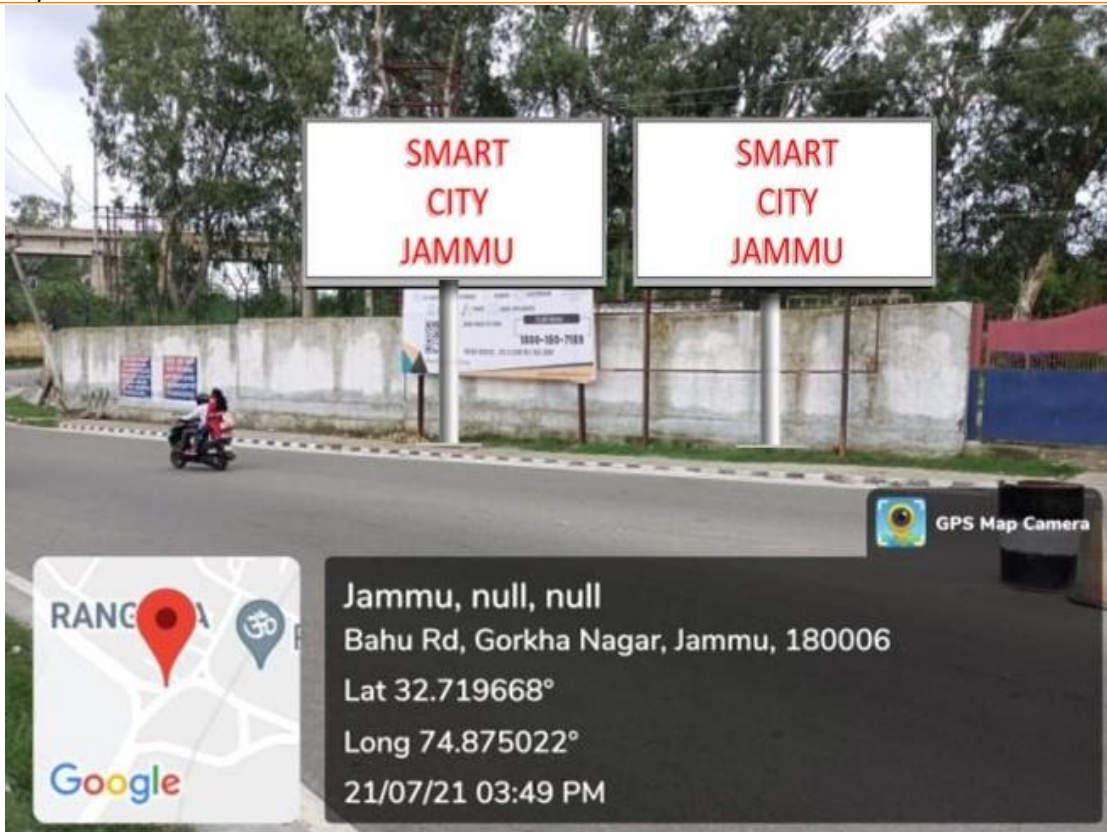 SMART
CITY
JAMMU
SMART
CITY
JAMMU
1800-180-7189
GPS Map Camera
RANG
Google
Jammu, null, null
Bahu Rd, Gorkha Nagar, Jammu, 180006
Lat 32.719668°
Long 74.875022°
21/07/21 03:49 PM